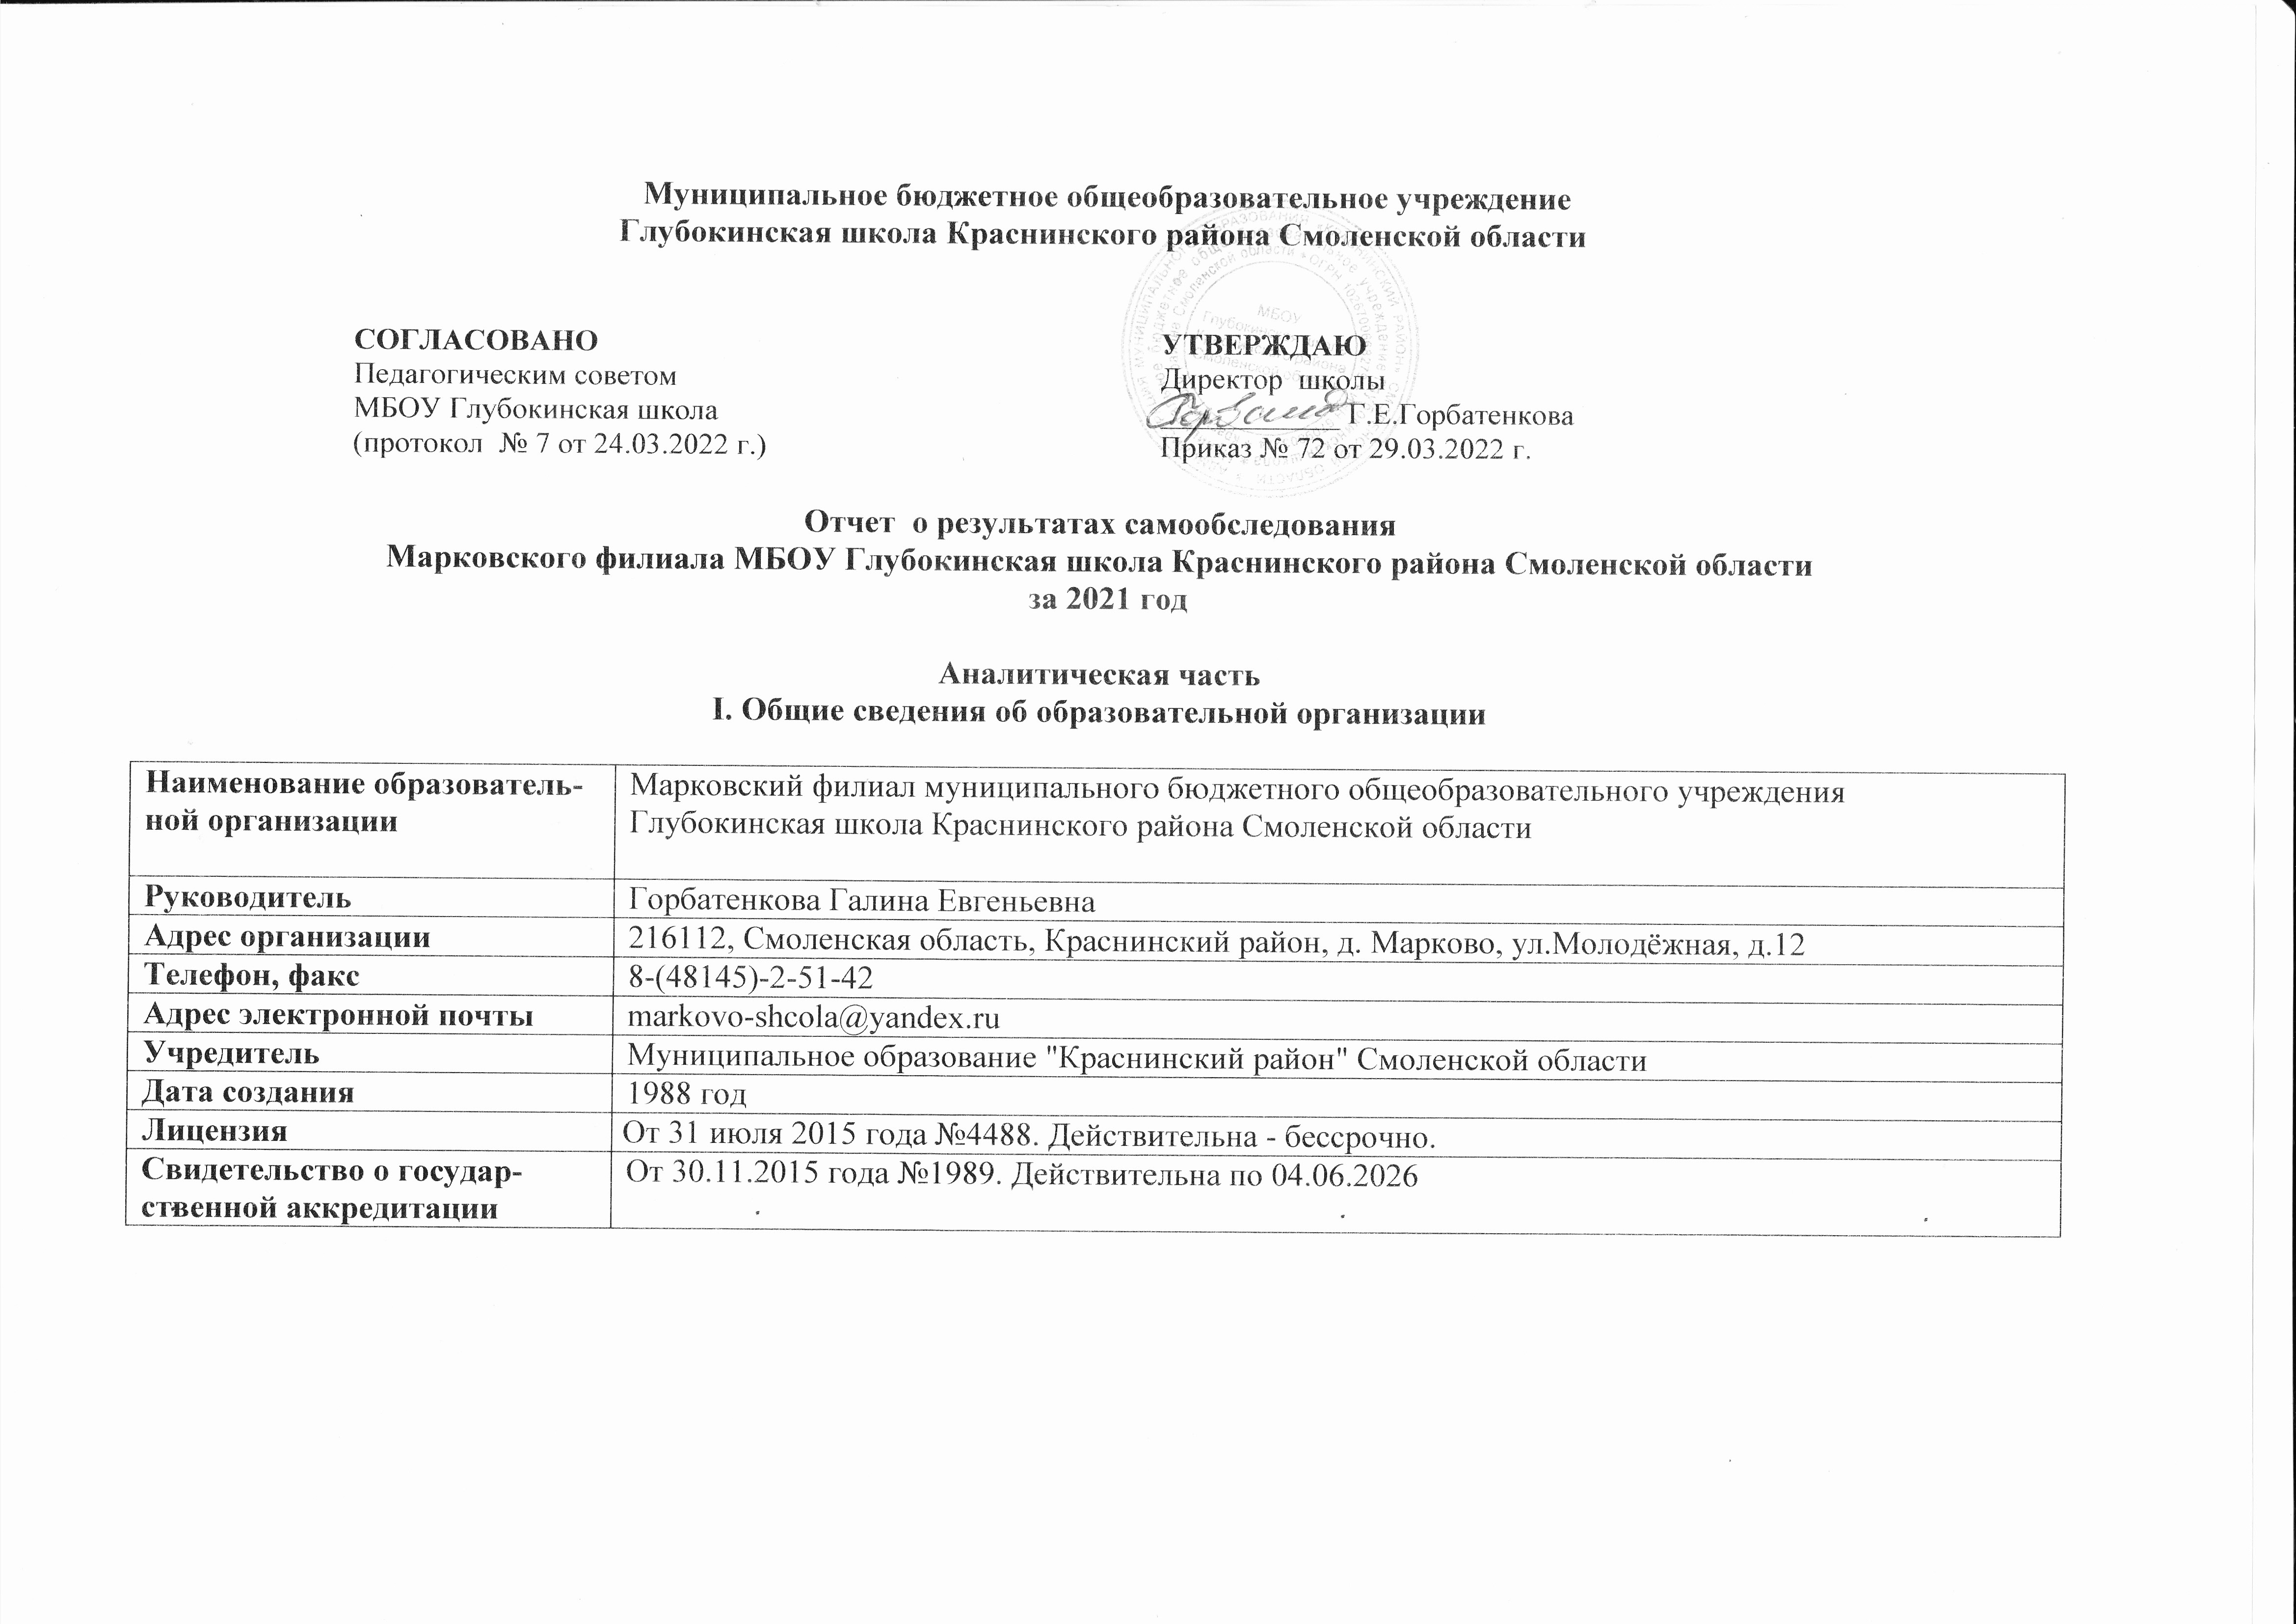 Муниципальное бюджетное общеобразовательное учреждение
Глубокинская школа Краснинского района Смоленской области
СОГЛАСОВАНО
Педагогическим советом
МБОУ Глубокинская школа
(протокол № 7 от 24.03.2022 г.)
УТВЕРЖДАЮ
Директор школы
Г.Е.Горбатенкова
Приказ № 72 от 29.03.2022 г.
МБОУ
Отчет о результатах самообследования
Марковского филиала МБОУ Глубокинская школа Краснинского района Смоленской области
за 2021 год
Аналитическая часть
I. Общие сведения об образовательной организации
Наименование образователь-
ной организации
Марковский филиал муниципального бюджетного общеобразовательного учреждения
Глубокинская школа Краснинского района Смоленской области
Руководитель
Горбатенкова Галина Евгеньевна
Адрес организации
216112, Смоленская область, Краснинский район, д. Марково, ул.Молодёжная, д.12
Телефон, факс
8-(48145)-2-51-42
Адрес электронной почты
markovo-shcola@yandex.ru
Учредитель
Муниципальное образование "Краснинский район" Смоленской области
Дата создания
1988 год
Лицензия
От 31 июля 2015 года №4488. Действительна - бессрочно.
Свидетельство о государ-
ственной аккредитации
От 30.11.2015 года №1989. Действительна по 04.06.2026